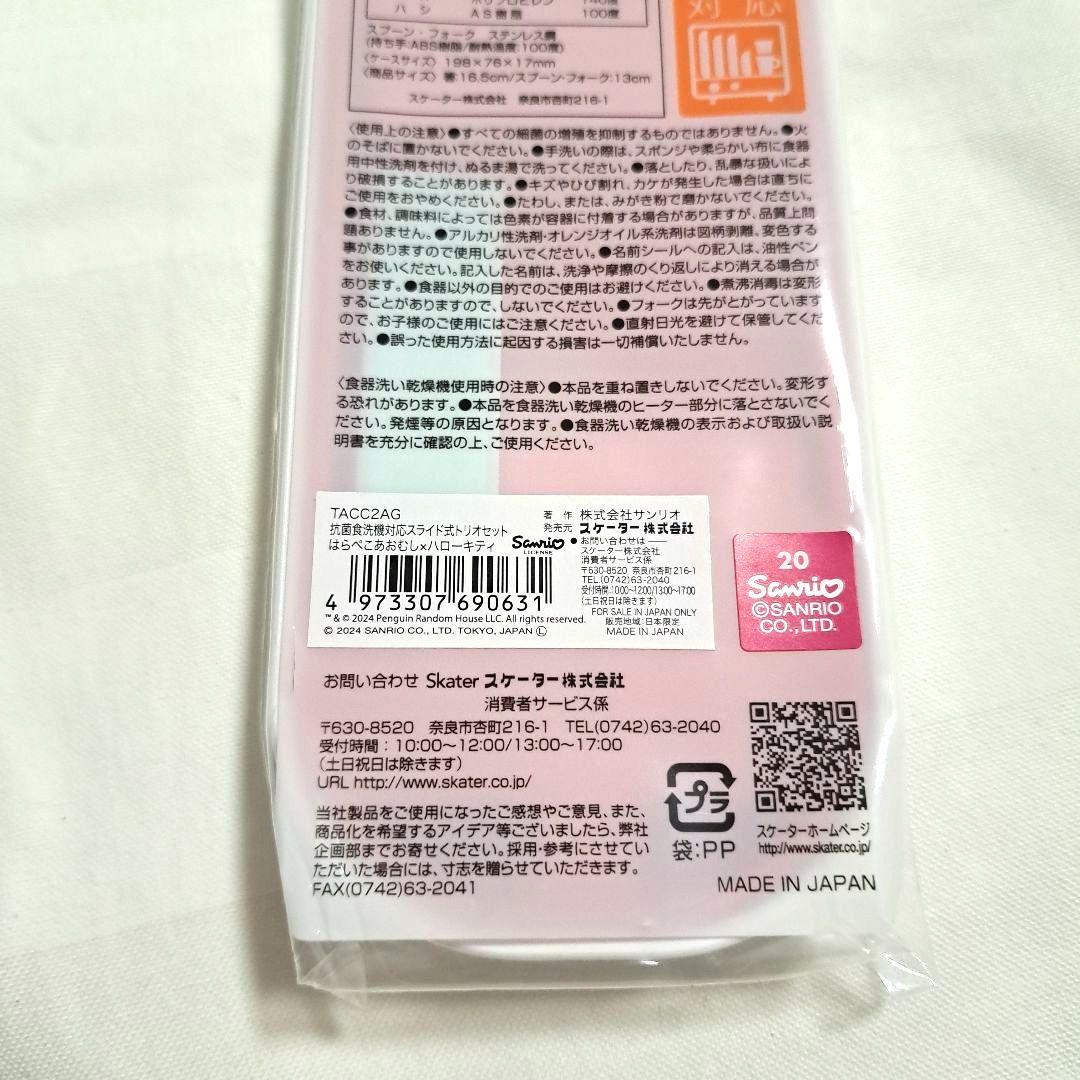 ハシ AS樹脂 100度
対応
スプーン・フォーク ステンレス鋼
(持ち手:ABS樹脂/耐熱温度:100度)
〈ケースサイズ〉198×76×17mm
〈商品サイズ〉箸:16.5cm/スプーン・フォーク:13cm
スケーター株式会社 奈良市杏町216-1
〈使用上の注意〉●すべての細菌の増殖を抑制するものではありません。●火
のそばに置かないでください。●手洗いの際は、スポンジや柔らかい布に食器
用中性洗剤を付け、ぬるま湯で洗ってください。●落としたり、乱暴な扱いによ
り破損することがあります。●キズやひび割れ、カケが発生した場合は直ちに
ご使用をおやめください。●たわし、または、みがき粉で磨かないでください。
●食材、調味料によっては色素が容器に付着する場合がありますが、品質上問
題ありません。●アルカリ性洗剤・オレンジオイル系洗剤は図柄剥離、変色する
事がありますので使用しないでください。●名前シールへの記入は、油性ペン
をお使いください。記入した名前は、洗浄や摩擦のくり返しにより消える場合が
あります。●食器以外の目的でのご使用はお避けください。●煮沸消毒は変形
することがありますので、しないでください。●フォークは先がとがっています
ので、お子様のご使用にはご注意ください。●直射日光を避けて保管してくだ
さい。●誤った使用方法に起因する損害は一切補償いたしません。
〈食器洗い乾燥機使用時の注意〉●本品を重ね置きしないでください。変形す
る恐れがあります。●本品を食器洗い乾燥機のヒーター部分に落とさないでく
ださい。発煙等の原因となります。●食器洗い乾燥機の表示および取扱い説
明書を充分に確認の上、ご使用ください。
TACC2AG
抗菌食洗機対応スライド式トリオセット
はらぺこあおむし×ハローキティ
Sanrio
LICENSE
4 973307 690631
™ & © 2024 Penguin Random House LLC. All rights reserved.
© 2024 SANRIO CO., LTD. TOKYO, JAPAN Ⓛ
著作 株式会社サンリオ
発売元 スケーター株式会社
●お問い合わせは
スケーター株式会社
消費者サービス係
〒630-8520 奈良市杏町216-1
TEL(0742)63-2040
受付時間:10:00~12:00/13:00~17:00
(土日祝日は除きます)
FOR SALE IN JAPAN ONLY
販売地域:日本限定
MADE IN JAPAN
20
Sanrio
©SANRIO
CO.,LTD.
お問い合わせ Skater スケーター株式会社
消費者サービス係
〒630-8520 奈良市杏町216-1 TEL(0742)63-2040
受付時間:10:00~12:00/13:00~17:00
(土日祝日は除きます)
URL http://www.skater.co.jp/
当社製品をご使用になったご感想やご意見、また、
商品化を希望するアイデア等ございましたら、弊社
企画部までお寄せください。採用・参考にさせてい
ただいた場合には、寸志を贈らせていただきます。
FAX(0742)63-2041
プラ
袋:PP
スケーターホームページ
http://www.skater.co.jp/
MADE IN JAPAN